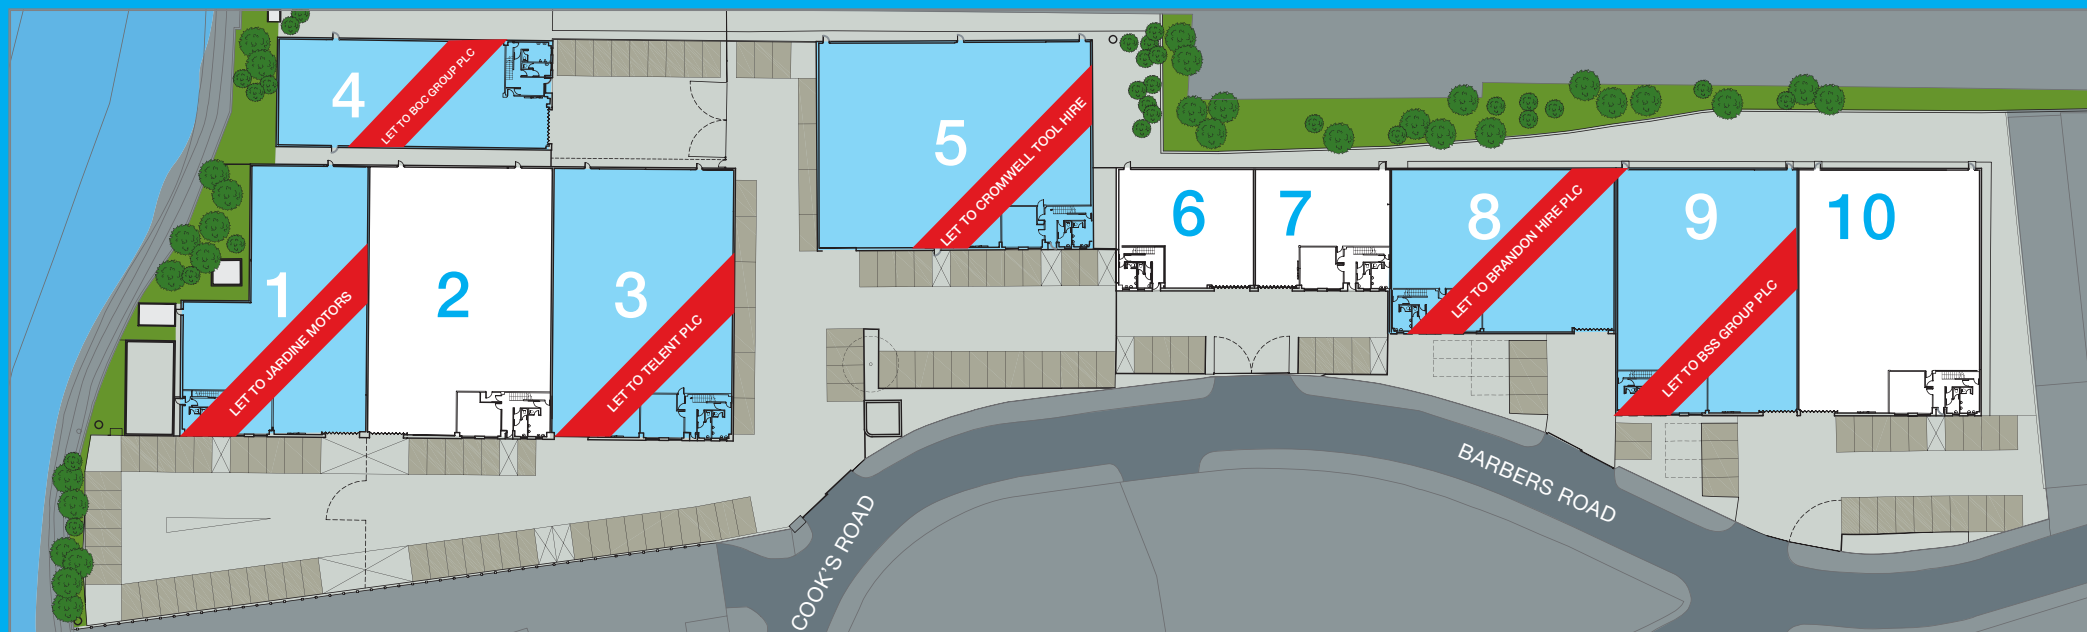 4
LET TO BOC GROUP PLC
5
LET TO CROMWELL TOOL HIRE
1
LET TO JARDINE MOTORS
2
3
LET TO TELENT PLC
6
7
8
LET TO BRANDON HIRE PLC
9
LET TO BSS GROUP PLC
10
COOK'S ROAD
BARBERS ROAD